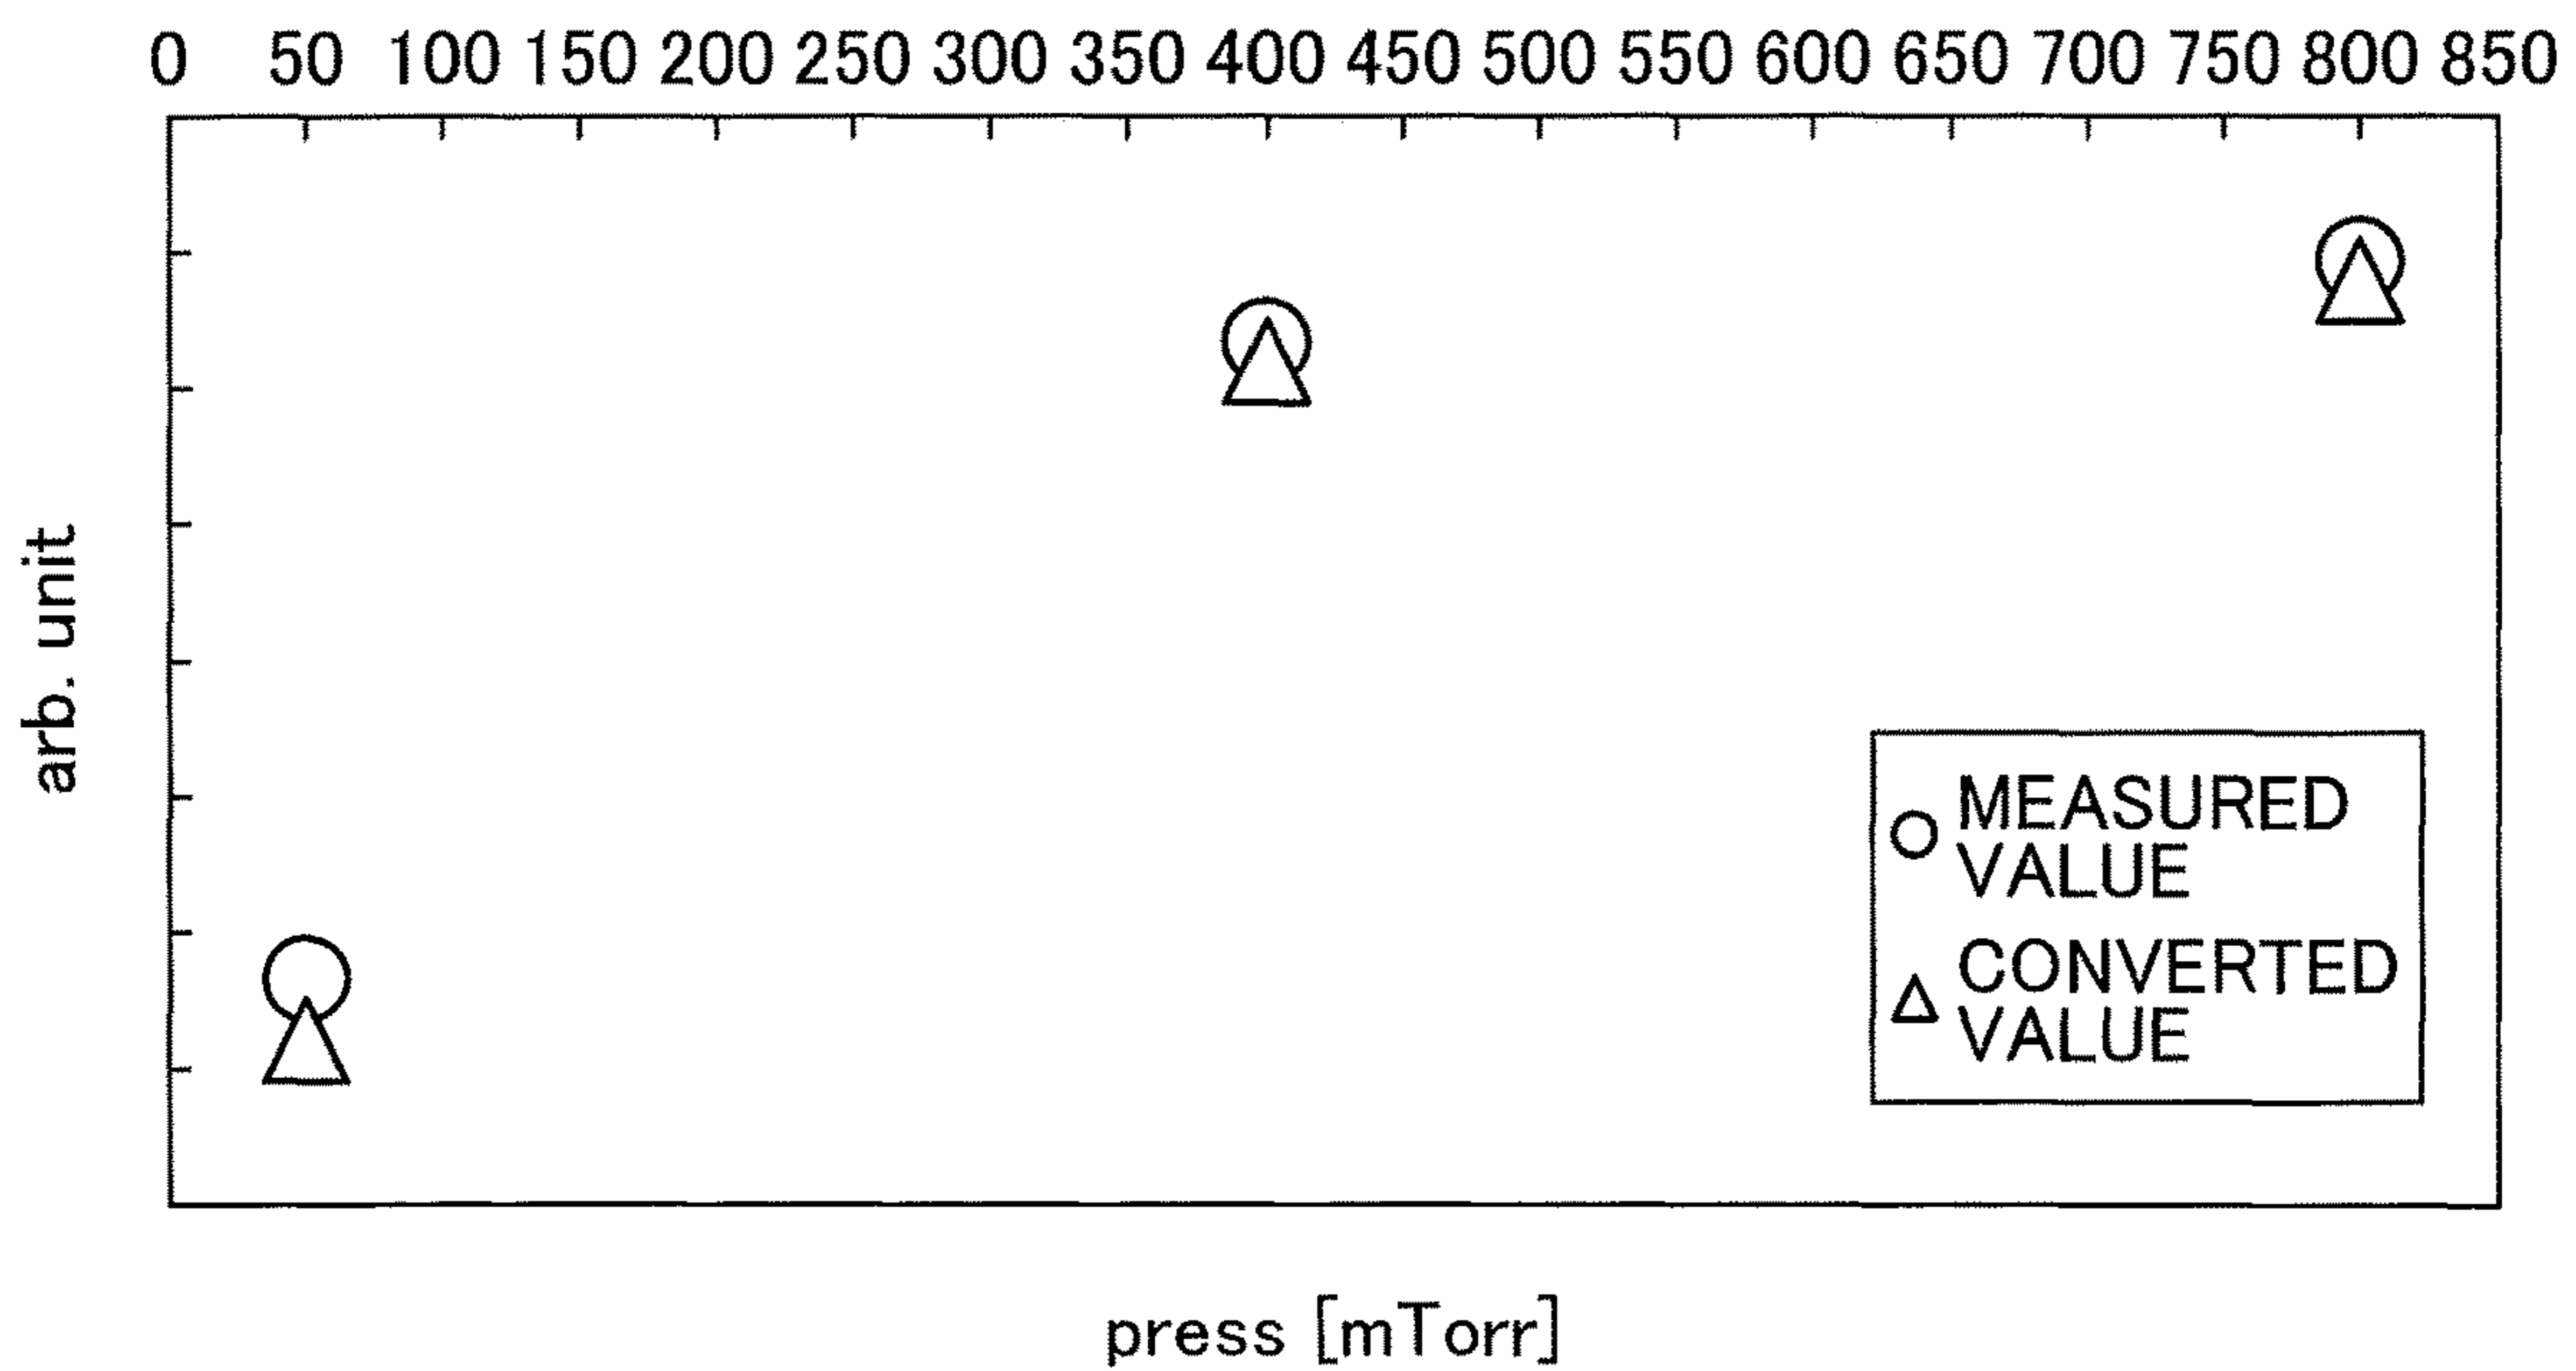 0 50 100 150 200 250 300 350 400 450 500 550 600 650 700 750 800 850
arb. unit
MEASURED
VALUE
CONVERTED
VALUE
press [mTorr]